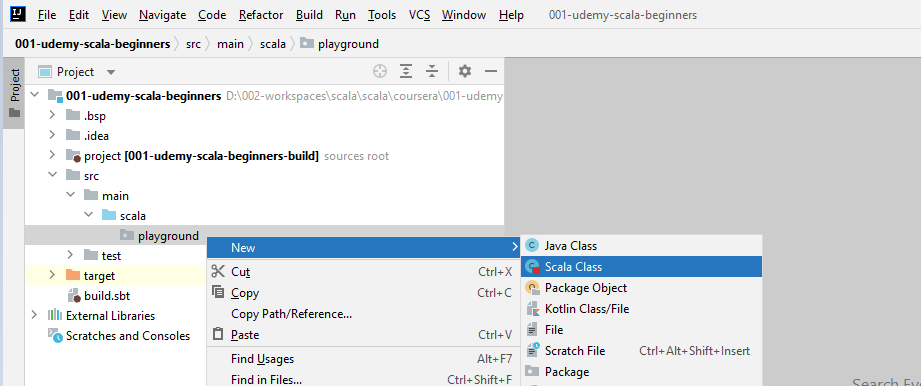 IJ File Edit View Navigate Code Refactor Build Run Tools VCS Window Help 001-udemy-scala-beginners
001-udemy-scala-beginners src main scala playground
Project
Project
001-udemy-scala-beginners D:\002-workspaces\scala\scala\coursera\001-udemy
.bsp
.idea
project [001-udemy-scala-beginners-build] sources root
src
main
scala
playground
test
target
build.sbt
External Libraries
Scratches and Consoles
New
Cut Ctrl+X
Copy Ctrl+C
Copy Path/Reference...
Paste Ctrl+V
Find Usages Alt+F7
Find in Files... Ctrl+Shift+F
Java Class
Scala Class
Package Object
Kotlin Class/File
File
Scratch File Ctrl+Alt+Shift+Insert
Package
Search Eve